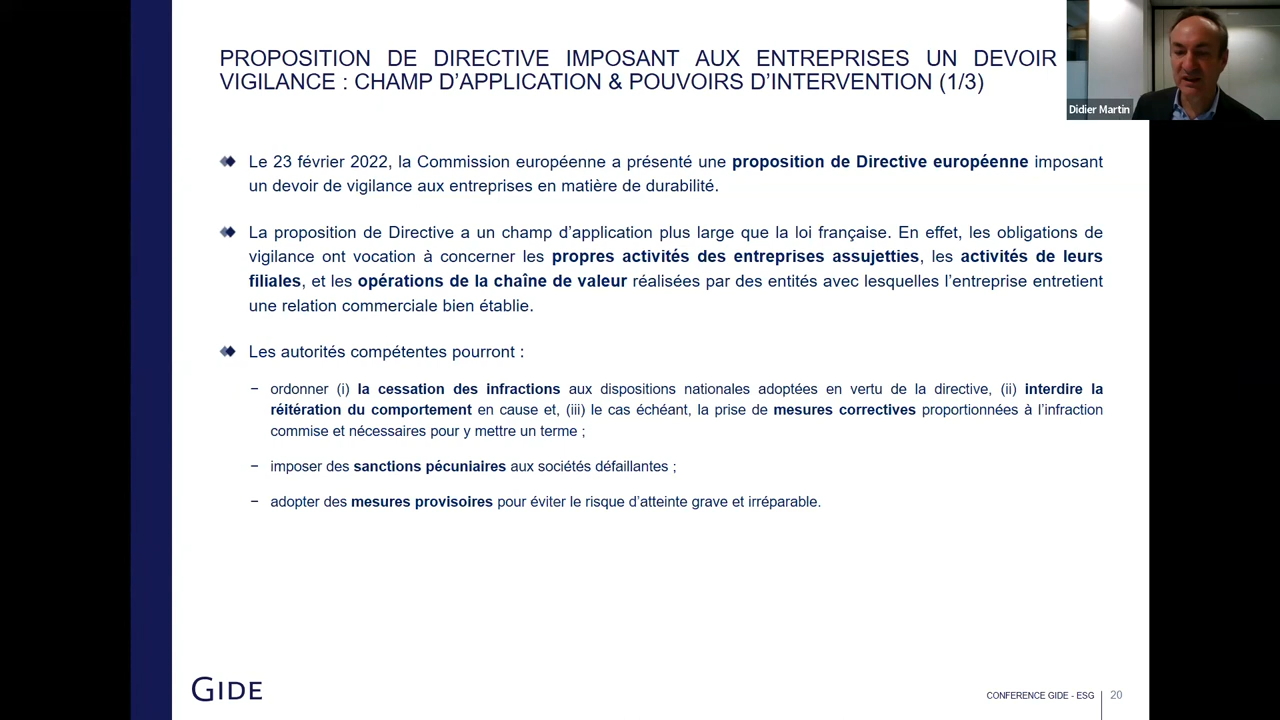 PROPOSITION DE DIRECTIVE IMPOSANT AUX ENTREPRISES UN DEVOIR
VIGILANCE : CHAMP D'APPLICATION & POUVOIRS D'INTERVENTION (1/3)
Didier Martin
Le 23 février 2022, la Commission européenne a présenté une proposition de Directive européenne imposant
un devoir de vigilance aux entreprises en matière de durabilité.
La proposition de Directive a un champ d'application plus large que la loi française. En effet, les obligations de
vigilance ont vocation à concerner les propres activités des entreprises assujetties, les activités de leurs
filiales, et les opérations de la chaîne de valeur réalisées par des entités avec lesquelles l'entreprise entretient
une relation commerciale bien établie.
Les autorités compétentes pourront :
– ordonner (i) la cessation des infractions aux dispositions nationales adoptées en vertu de la directive, (ii) interdire la
réitération du comportement en cause et, (iii) le cas échéant, la prise de mesures correctives proportionnées à l'infraction
commise et nécessaires pour y mettre un terme ;
– imposer des sanctions pécuniaires aux sociétés défaillantes ;
– adopter des mesures provisoires pour éviter le risque d'atteinte grave et irréparable.
GIDE
CONFERENCE GIDE - ESG
20